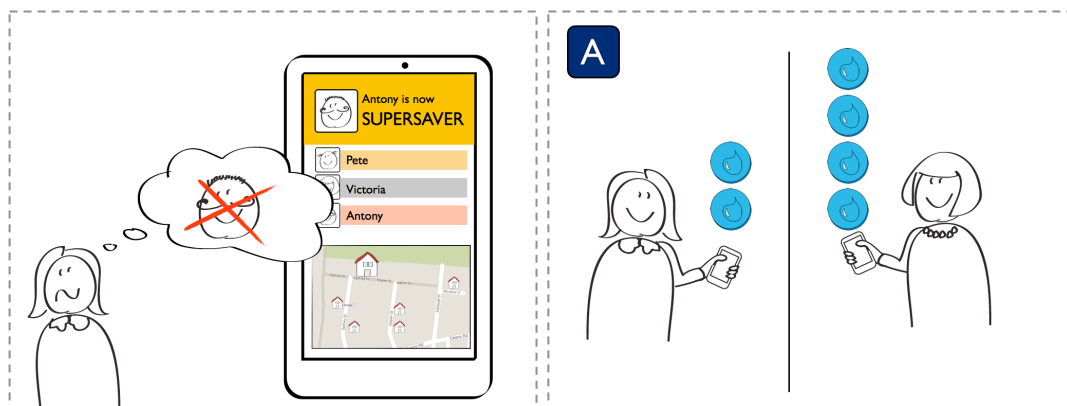 Antony is now
SUPERSAVER
Pete
Victoria
Antony
A